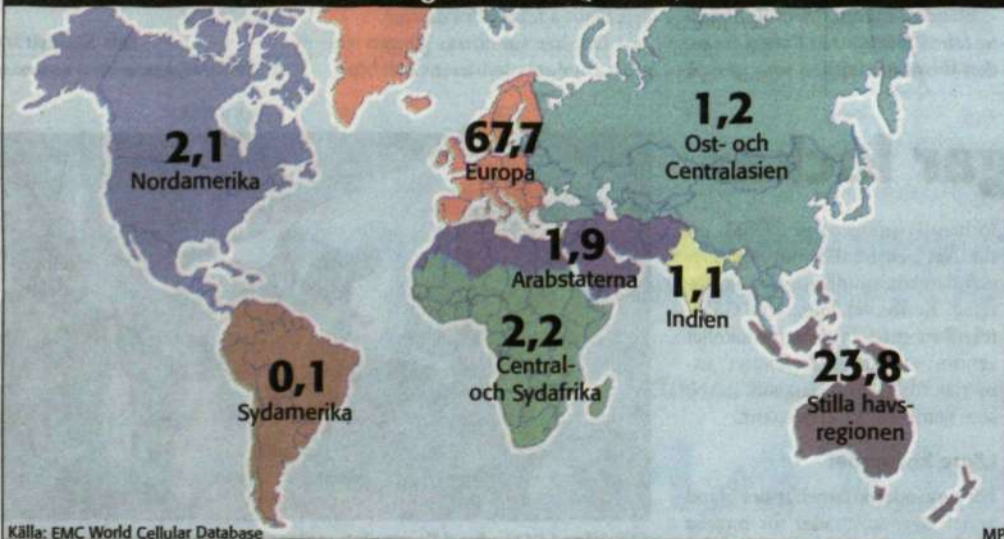 2,1
Nordamerika
67,7
Europa
1,2
Ost- och
Centralasien
1,9
Arabstaterna
1,1
Indien
2,2
Central-
och Sydafrika
0,1
Sydamerika
23,8
Stilla havs-
regionen
Källa: EMC World Cellular Database